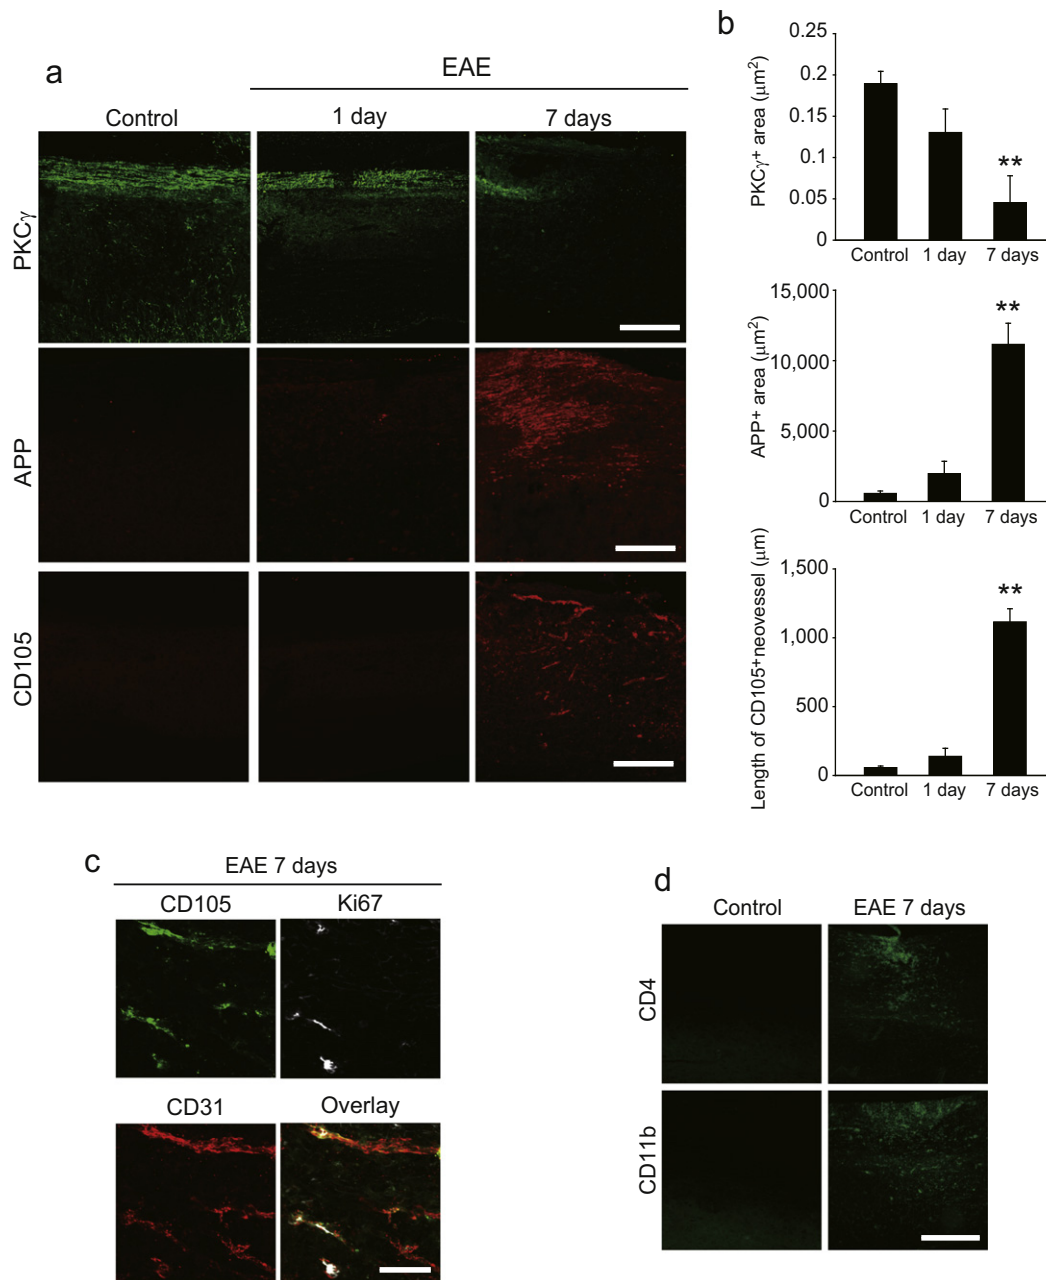 a
EAE
Control
1 day
7 days
PKCγ
APP
CD105
b
PKCγ+ area (μm²)
0.25
0.2
0.15
0.1
0.05
0
**
Control
1 day
7 days
APP+ area (μm²)
15,000
10,000
5,000
0
**
Control
1 day
7 days
Length of CD105+neovessel (μm)
1,500
1,000
500
0
**
Control
1 day
7 days
c
EAE 7 days
CD105
Ki67
CD31
Overlay
d
Control
EAE 7 days
CD4
CD11b